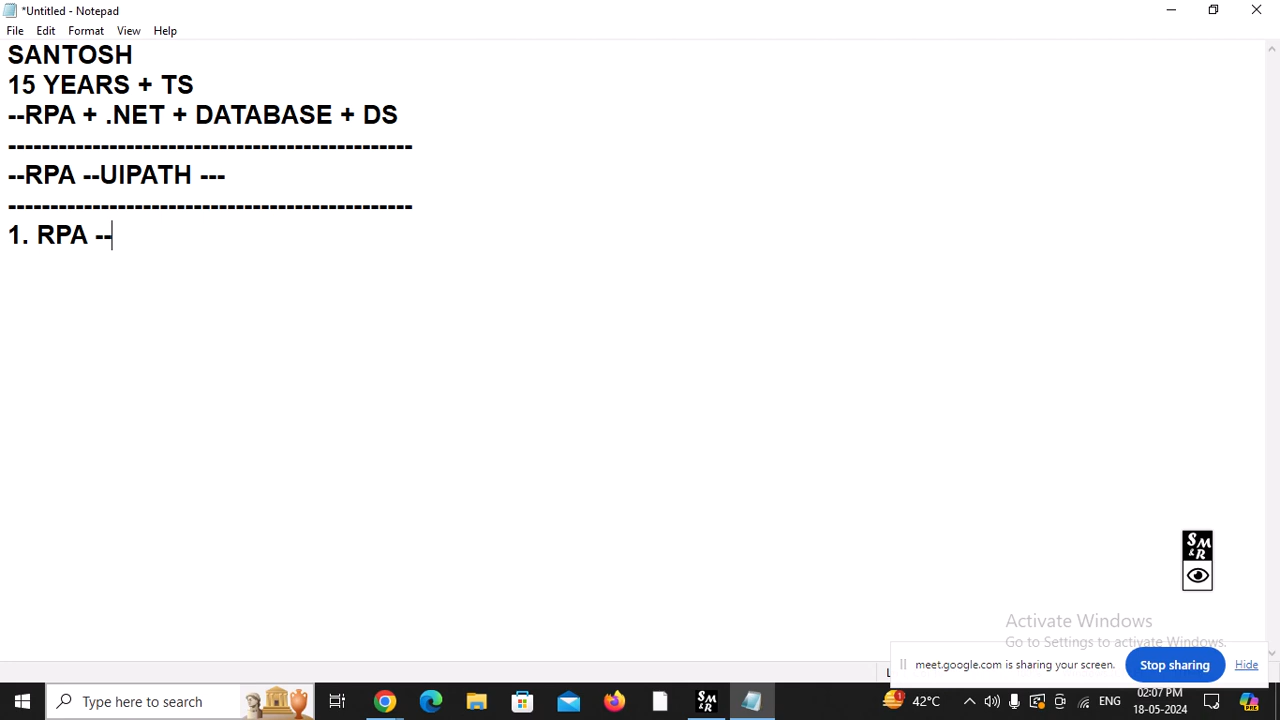 *Untitled - Notepad
File Edit Format View Help
SANTOSH
15 YEARS + TS
--RPA + .NET + DATABASE + DS
------------------------------------------------
--RPA --UIPATH ---
------------------------------------------------
1. RPA --
S M & R
Activate Windows
Go to Settings to activate Windows.
meet.google.com is sharing your screen. Stop sharing Hide
Type here to search
S M & R
42°C
ENG
02:07 PM
18-05-2024
PRE